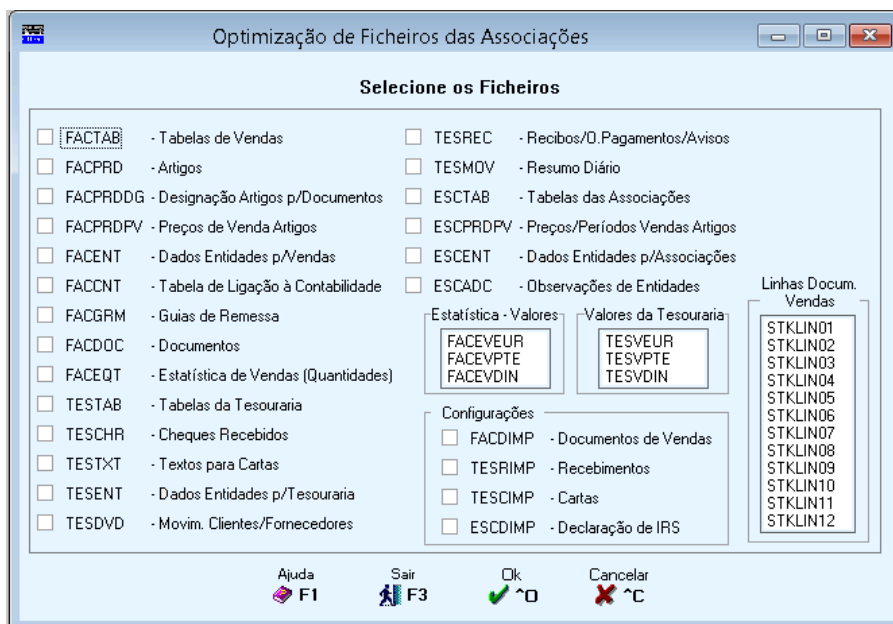 Optimização de Ficheiros das Associações
Selecione os Ficheiros
FACTAB - Tabelas de Vendas
FACPRD - Artigos
FACPRDDG - Designação Artigos p/Documentos
FACPRDPV - Preços de Venda Artigos
FACENT - Dados Entidades p/Vendas
FACCNT - Tabela de Ligação à Contabilidade
FACGRM - Guias de Remessa
FACDOC - Documentos
FACEQT - Estatística de Vendas (Quantidades)
TESTAB - Tabelas da Tesouraria
TESCHR - Cheques Recebidos
TESTXT - Textos para Cartas
TESENT - Dados Entidades p/Tesouraria
TESDVD - Movim. Clientes/Fornecedores
TESREC - Recibos/O.Pagamentos/Avisos
TESMOV - Resumo Diário
ESCTAB - Tabelas das Associações
ESCPRDPV - Preços/Períodos Vendas Artigos
ESCENT - Dados Entidades p/Associações
ESCADC - Observações de Entidades
Estatística - Valores
FACEVEUR
FACEVPTE
FACEVDIN
Valores da Tesouraria
TESVEUR
TESVPTE
TESVDIN
Configurações
FACDIMP - Documentos de Vendas
TESRIMP - Recebimentos
TESCIMP - Cartas
ESCDIMP - Declaração de IRS
Linhas Docum.
Vendas
STKLIN01
STKLIN02
STKLIN03
STKLIN04
STKLIN05
STKLIN06
STKLIN07
STKLIN08
STKLIN09
STKLIN10
STKLIN11
STKLIN12
Ajuda
F1
Sair
F3
Ok
^O
Cancelar
^C